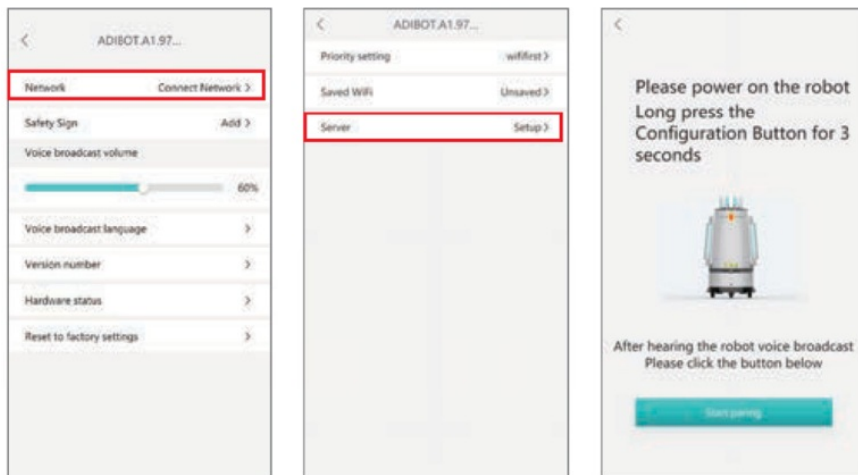 ADIBOT.A1.97...
Network Connect Network >
Safety Sign Add >
Voice broadcast volume
60%
Voice broadcast language >
Version number >
Hardware status >
Reset to factory settings >
ADIBOT.A1.97...
Priority setting wififirst >
Saved WiFi Unsaved >
Server Setup >
Please power on the robot
Long press the
Configuration Button for 3
seconds
After hearing the robot voice broadcast
Please click the button below
Start paring